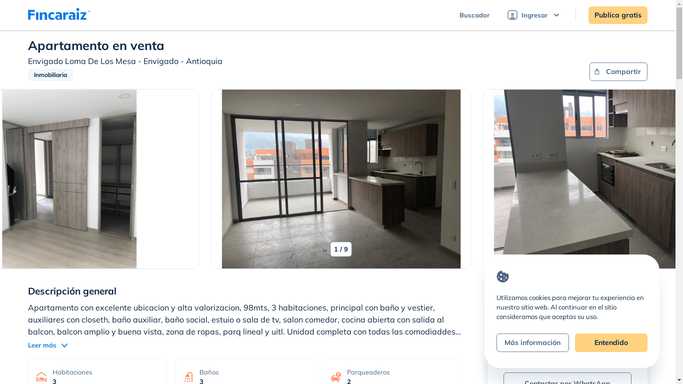 Fincaraiz
Buscador
Ingresar
Publica gratis
Apartamento en venta
Envigado Loma De Los Mesa - Envigado - Antioquia
Inmobiliaria
Compartir
1 / 9
Descripción general
Apartamento con excelente ubicacion y alta valorizacion, 98mts, 3 habitaciones, principal con baño y vestier,
auxiliares con closeth, baño auxiliar, baño social, estuio o sala de tv, salon comedor, cocina abierta con salida al
balcon, balcon amplio y buena vista, zona de ropas, parq lineal y uitl. Unidad completa con todas las comodiaddes...
Leer más
Habitaciones
3
Baños
3
Parqueaderos
2
Utilizamos cookies para mejorar tu experiencia en
nuestro sitio web. Al continuar en el sitio
consideramos que aceptas su uso.
Más información
Entendido
Contactar por WhatsApp